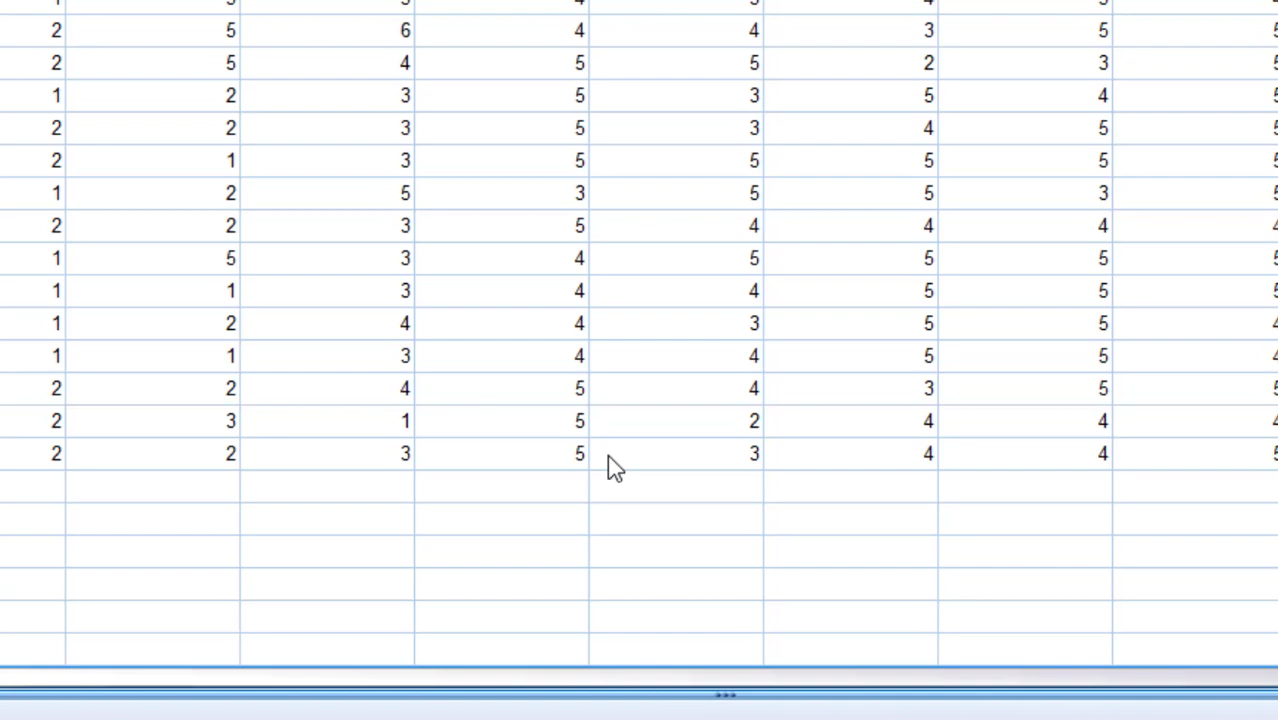 2 5 6 4 4 3 5
2 5 4 5 5 2 3
1 2 3 5 3 5 4
2 2 3 5 3 4 5
2 1 3 5 5 5 5
1 2 5 3 5 5 3
2 2 3 5 4 4 4
1 5 3 4 5 5 5
1 1 3 4 4 5 5
1 2 4 4 3 5 5
1 1 3 4 4 5 5
2 2 4 5 4 3 5
2 3 1 5 2 4 4
2 2 3 5 3 4 4